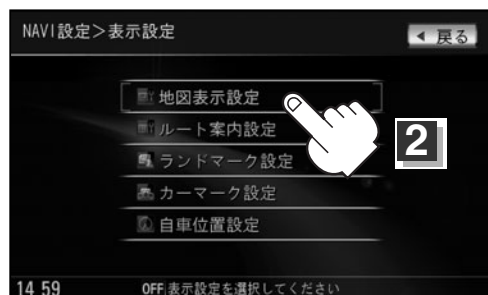 NAVI設定＞表示設定
◀ 戻る
地図表示設定
ルート案内設定
2
ランドマーク設定
カーマーク設定
自車位置設定
14 59 OFF 表示設定を選択してください